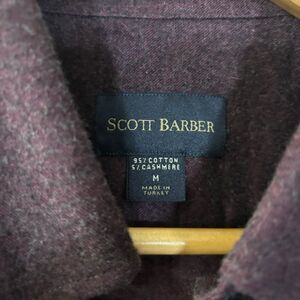 SCOTT BARBER
95% COTTON
5% CASHMERE
M
MADE IN
TURKEY